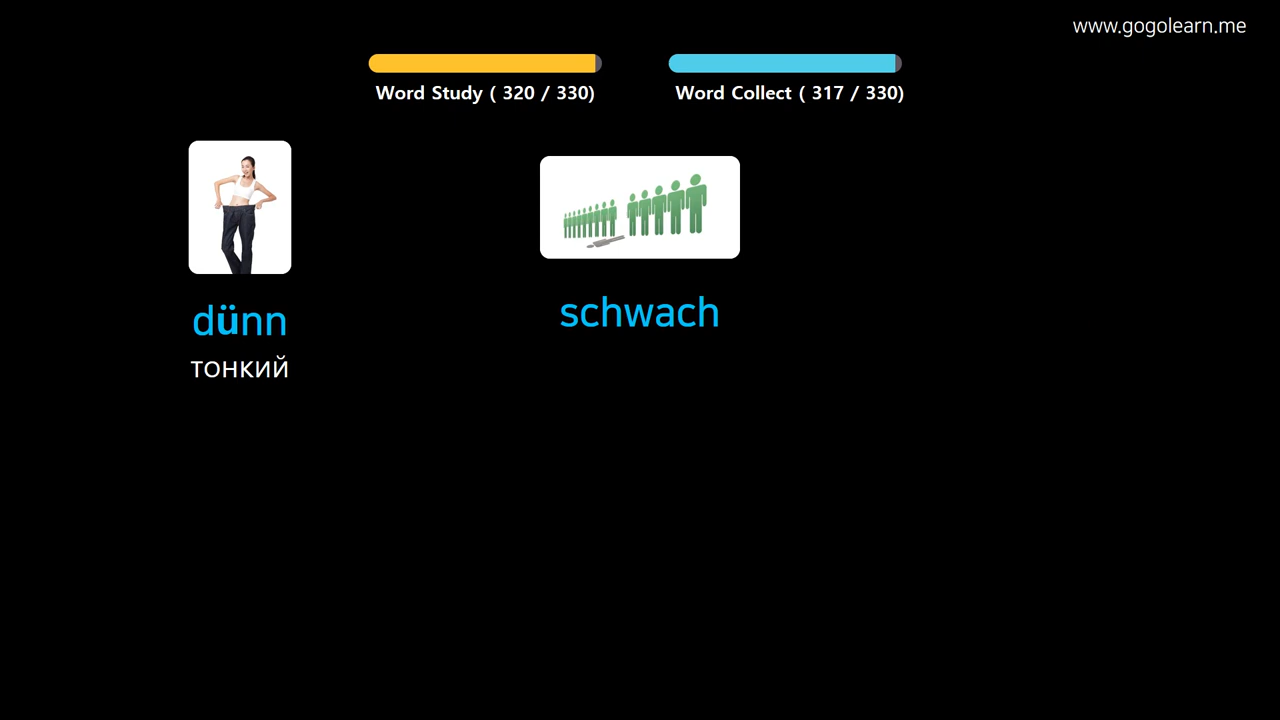 www.gogolearn.me
Word Study ( 320 / 330)
Word Collect ( 317 / 330)
dünn
тонкий
schwach